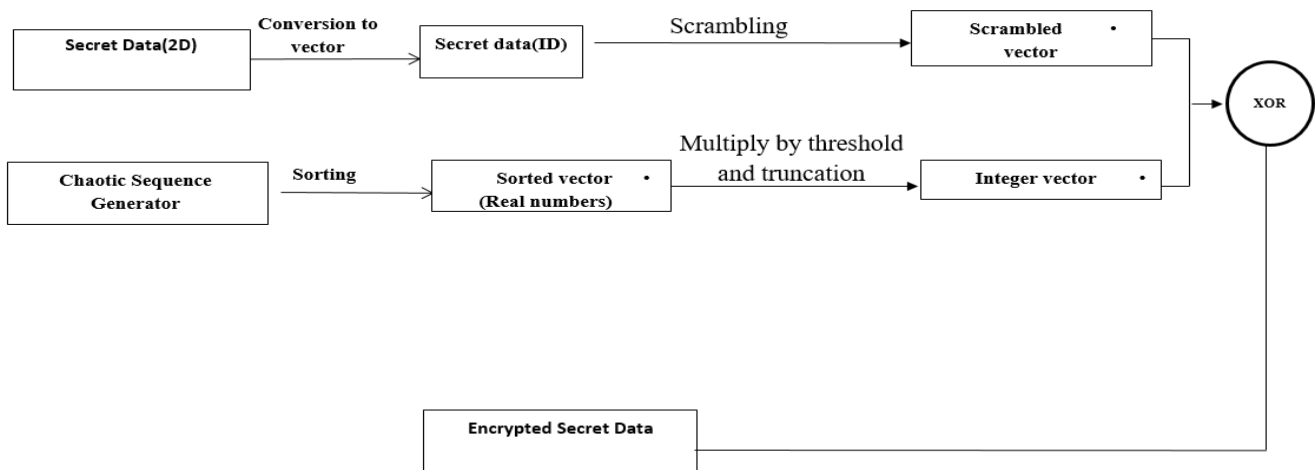 Secret Data(2D)
Conversion to
vector
Secret data(ID)
Scrambling
Scrambled •
vector
XOR
Chaotic Sequence
Generator
Sorting
Sorted vector •
(Real numbers)
Multiply by threshold
and truncation
Integer vector •
Encrypted Secret Data